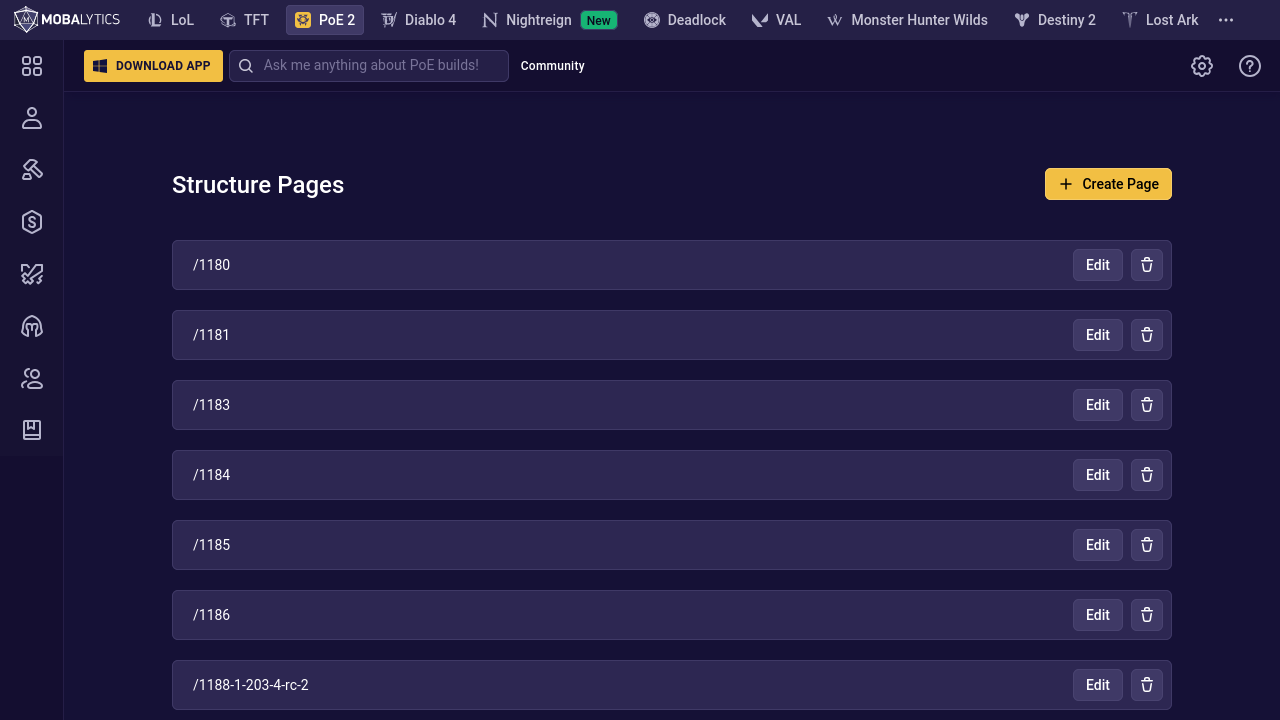 MOBALYTICS
LoL
TFT
PoE 2
Diablo 4
Nightreign
New
Deadlock
VAL
Monster Hunter Wilds
Destiny 2
Lost Ark
DOWNLOAD APP
Ask me anything about PoE builds!
Community
Structure Pages
Create Page
/1180
Edit
/1181
Edit
/1183
Edit
/1184
Edit
/1185
Edit
/1186
Edit
/1188-1-203-4-rc-2
Edit